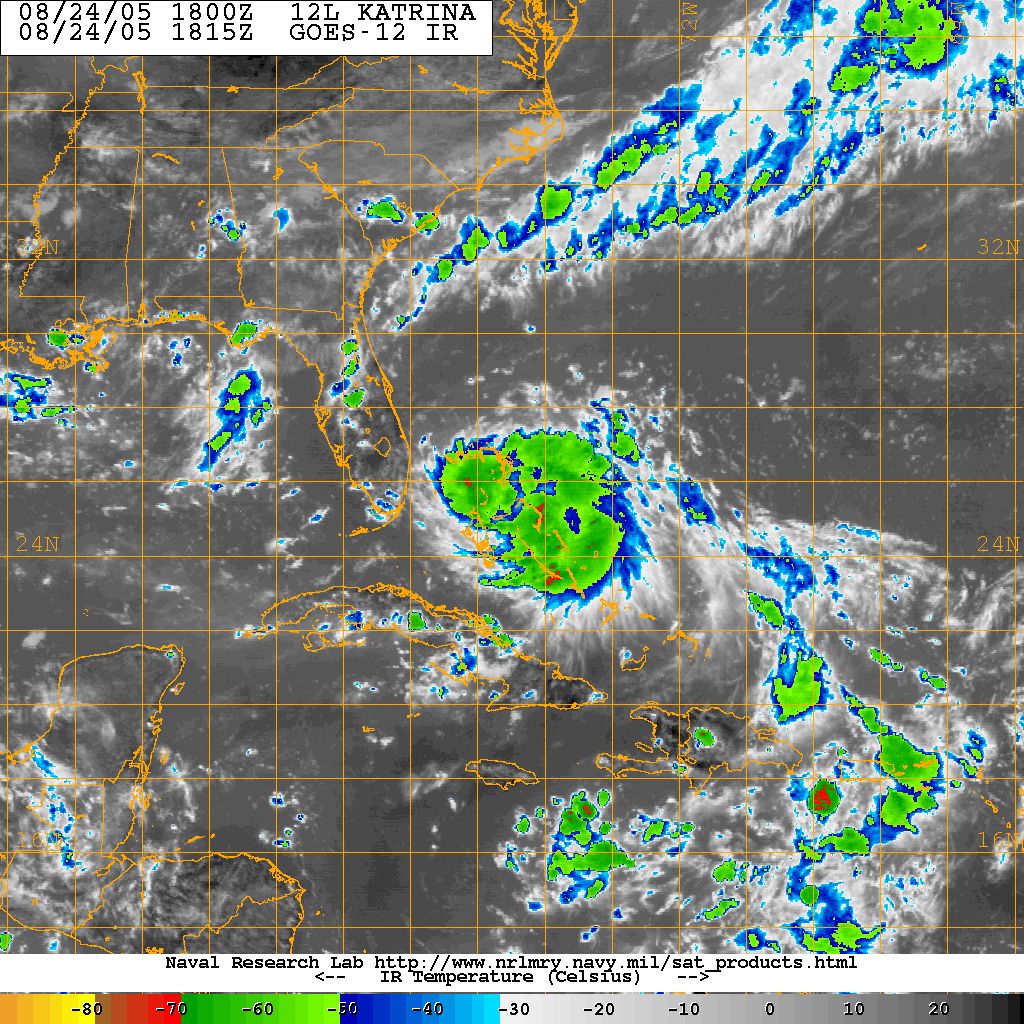 08/24/05 1800Z 12L KATRINA
08/24/05 1815Z GOES-12 IR
72W
32N 32N
24N 24N
16N 16N
Naval Research Lab http://www.nrlmry.navy.mil/sat_products.html
<-- IR Temperature (Celsius) -->
-80 -70 -60 -50 -40 -30 -20 -10 0 10 20